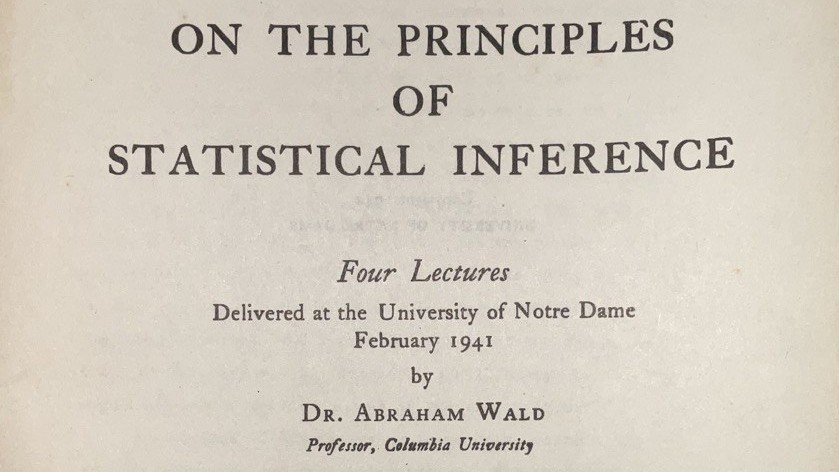 ON THE PRINCIPLES
OF
STATISTICAL INFERENCE
Four Lectures
Delivered at the University of Notre Dame
February 1941
by
DR. ABRAHAM WALD
Professor, Columbia University